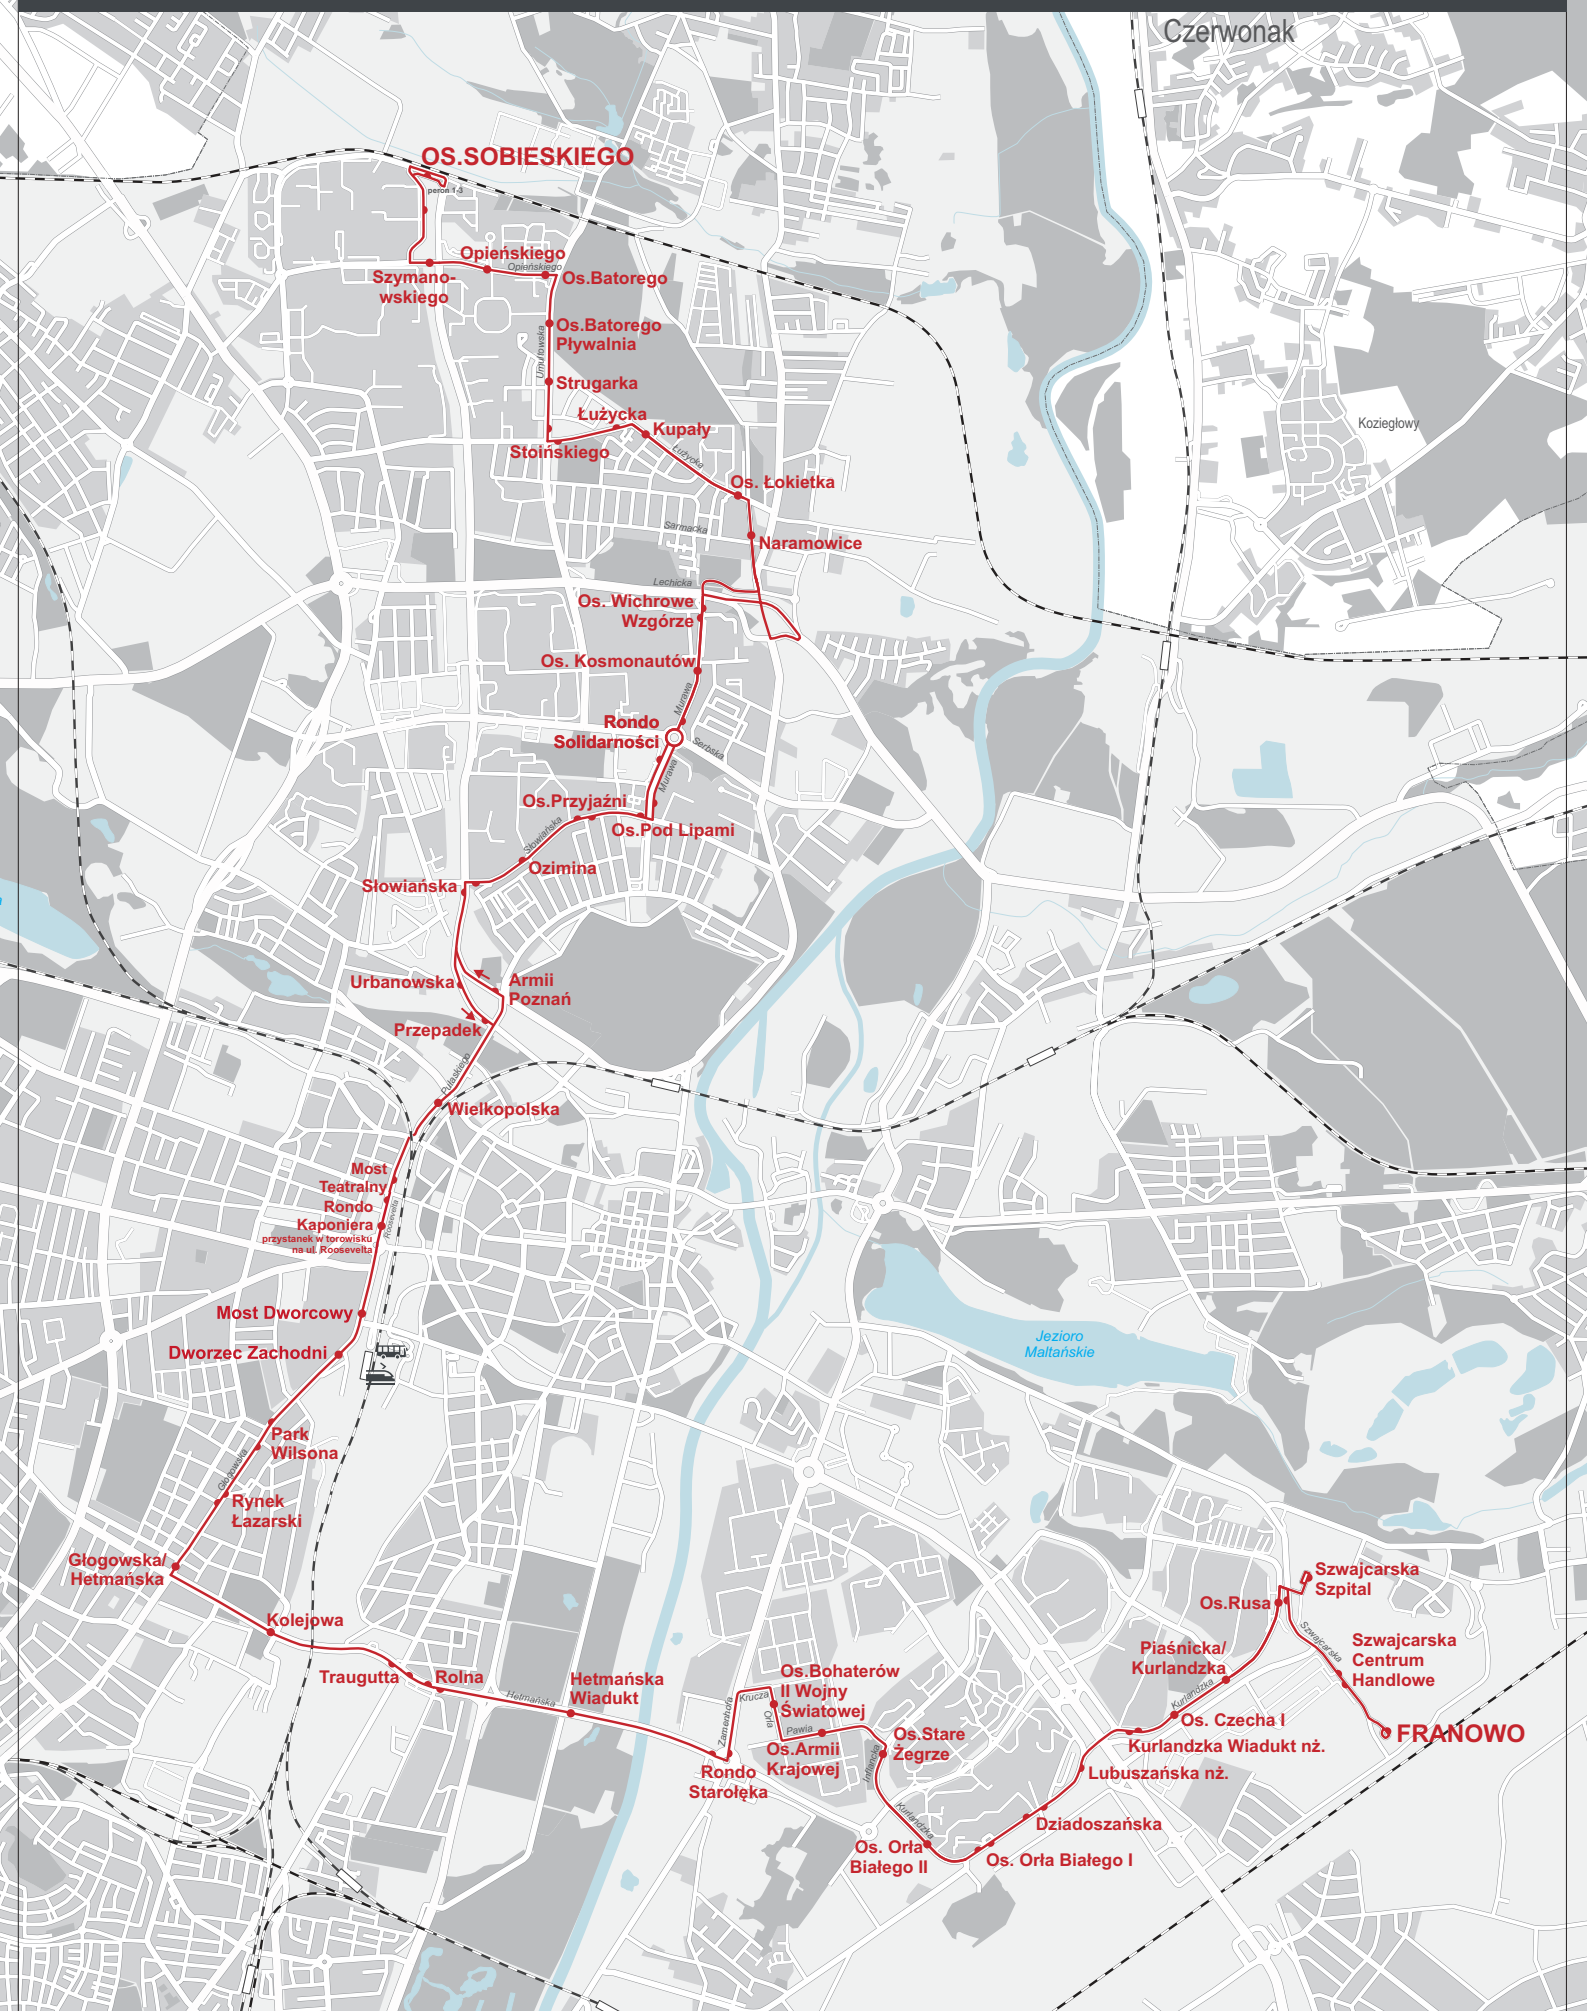 Czerwonak
OS.SOBIESKIEGO
peron 1-3
Opieńskiego
Opieńskiego
Szymano-
wskiego
Os.Batorego
Os.Batorego
Pływalnia
Umultowska
Strugarka
Łużycka
Kupały
Koziegłowy
Stoińskiego
Łużycka
Os. Łokietka
Sarmacka
Naramowice
Lechicka
Os. Wichrowe
Wzgórze
Os. Kosmonautów
Murawa
Rondo
Solidarności
Serbska
Murawa
Os.Przyjaźni
Os.Pod Lipami
Słowiańska
Ozimina
Słowiańska
Urbanowska
Armii
Poznań
Przepadek
Pułaskiego
Wielkopolska
Most
Teatralny
Rondo
Kaponiera
przystanek w torowisku
na ul. Roosevelta
Roosevelta
Most Dworcowy
Dworzec Zachodni
Jezioro
Maltańskie
Park
Wilsona
Głogowska
Rynek
Łazarski
Głogowska/
Hetmańska
Kolejowa
Traugutta
Rolna
Hetmańska
Hetmańska
Wiadukt
Zamenhofa
Krucza
Orla
Os.Bohaterów
II Wojny
Światowej
Pawia
Os.Armii
Krajowej
Rondo
Starołęka
Inflancka
Os.Stare
Żegrze
Kurlandzka
Os. Orła
Białego II
Os. Orła Białego I
Dziadoszańska
Lubuszańska nż.
Kurlandzka Wiadukt nż.
Os. Czecha I
Kurlandzka
Piaśnicka/
Kurlandzka
Os.Rusa
Szwajcarska
Szpital
Szwajcarska
Szwajcarska
Centrum
Handlowe
FRANOWO